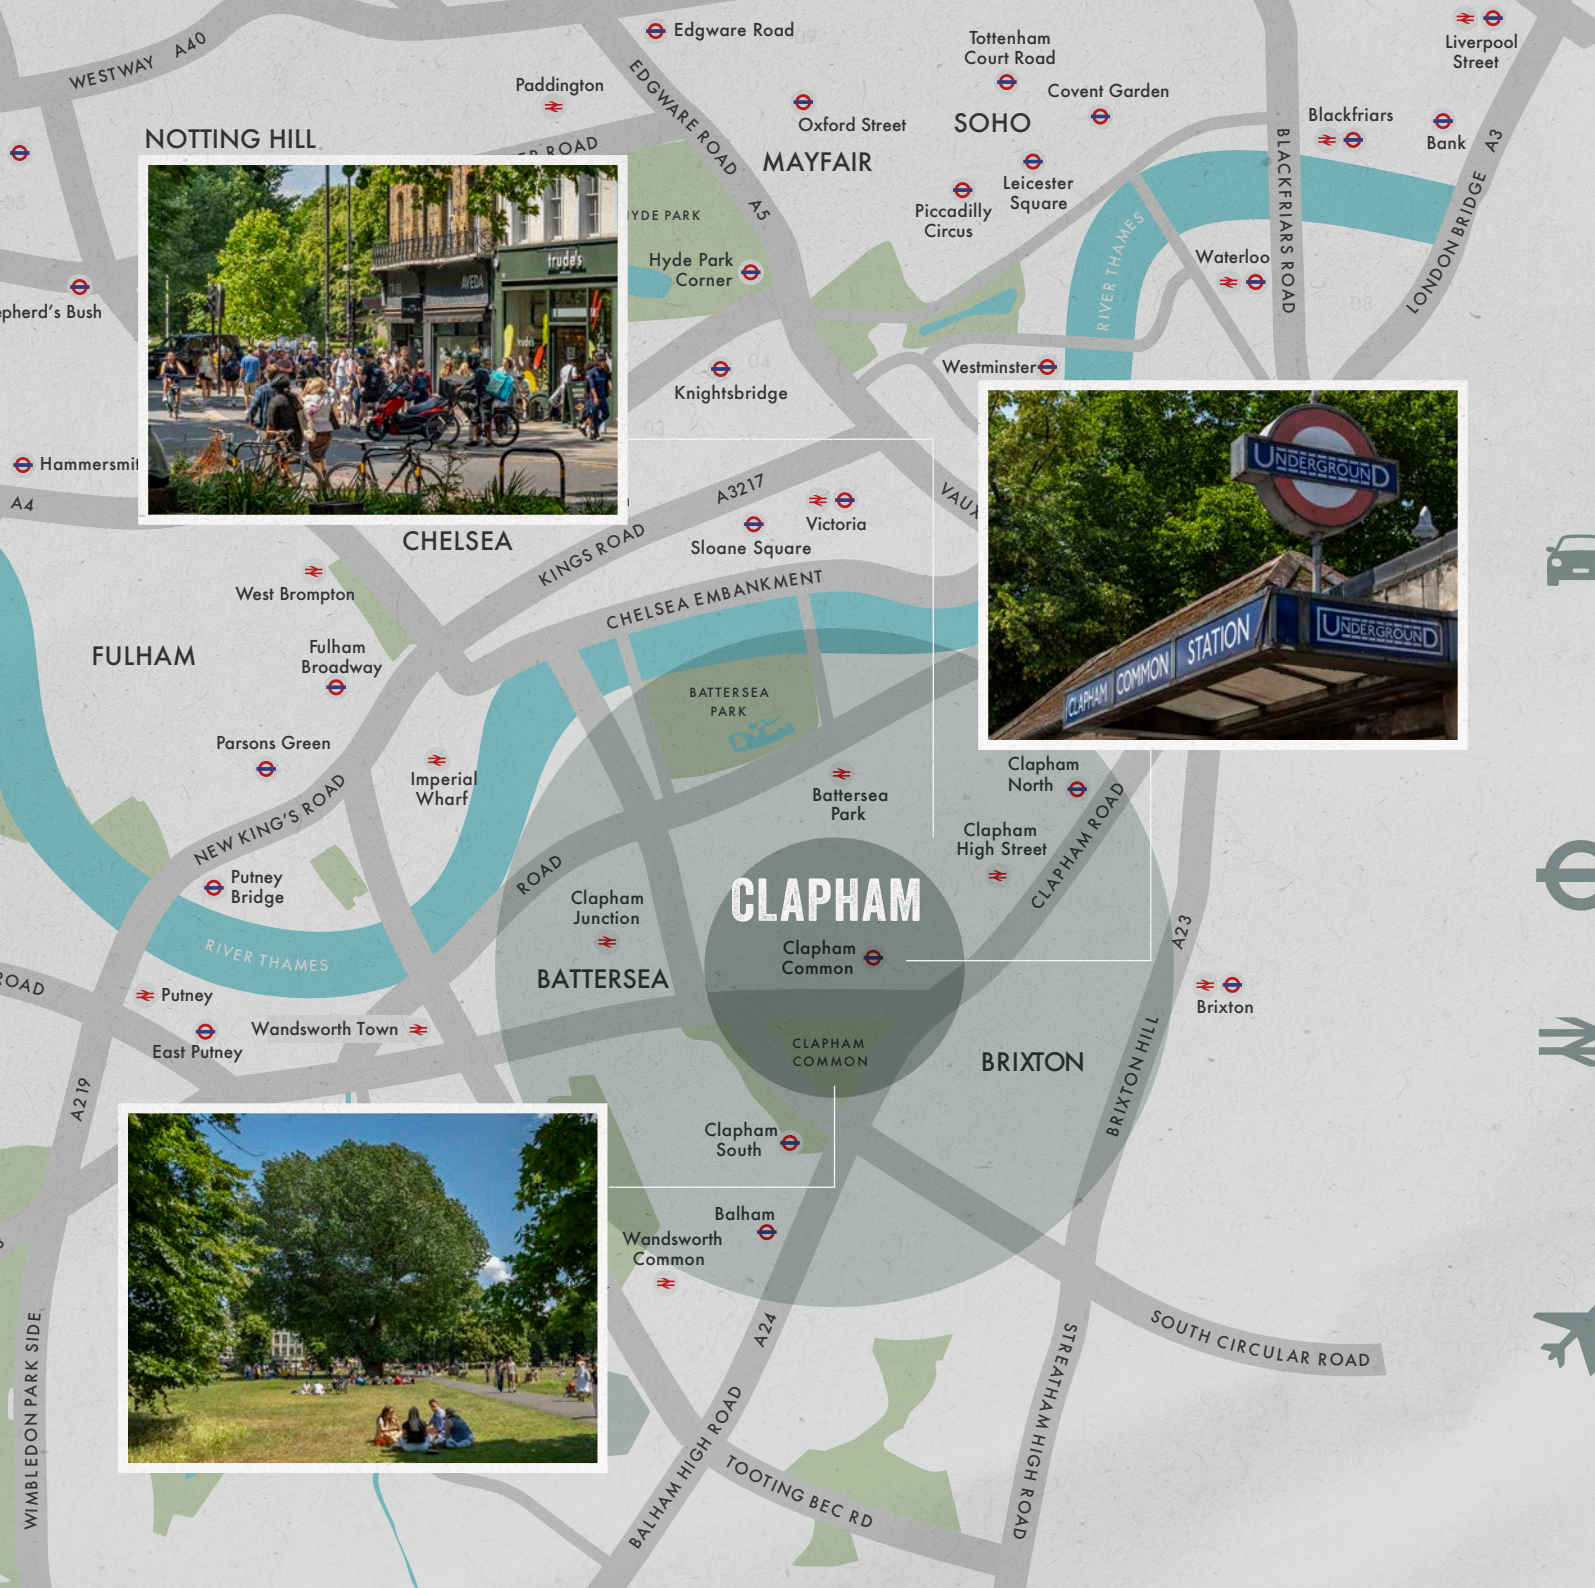 Edgware Road
Liverpool
Street
WESTWAY
A40
Tottenham
Court Road
Paddington
EDGWARE ROAD
Covent Garden
Oxford Street
SOHO
Blackfriars
Bank
A3
NOTTING HILL
ROAD
MAYFAIR
BLACKFRIARS ROAD
Leicester
Square
Piccadilly
Circus
A5
HYDE PARK
Hyde Park
Corner
RIVER THAMES
Waterloo
LONDON BRIDGE
trude's
AVEDA
Westminster
Knightsbridge
UNDERGROUND
A4
A3217
Victoria
Sloane Square
CHELSEA
KINGS ROAD
West Brompton
CHELSEA EMBANKMENT
FULHAM
Fulham
Broadway
UNDERGROUND
CLAPHAM
COMMON
STATION
BATTERSEA
PARK
Parsons Green
Imperial
Wharf
Battersea
Park
Clapham
North
NEW KING'S ROAD
Clapham
High Street
CLAPHAM ROAD
Putney
Bridge
ROAD
Clapham
Junction
CLAPHAM
Clapham
Common
A23
RIVER THAMES
BATTERSEA
ROAD
Putney
Brixton
Wandsworth Town
East Putney
CLAPHAM
COMMON
BRIXTON
BRIXTON HILL
A219
Clapham
South
Balham
Wandsworth
Common
A24
SOUTH CIRCULAR ROAD
WIMBLEDON PARK SIDE
STREATHAM HIGH ROAD
BALHAM HIGH ROAD
TOOTING BEC RD